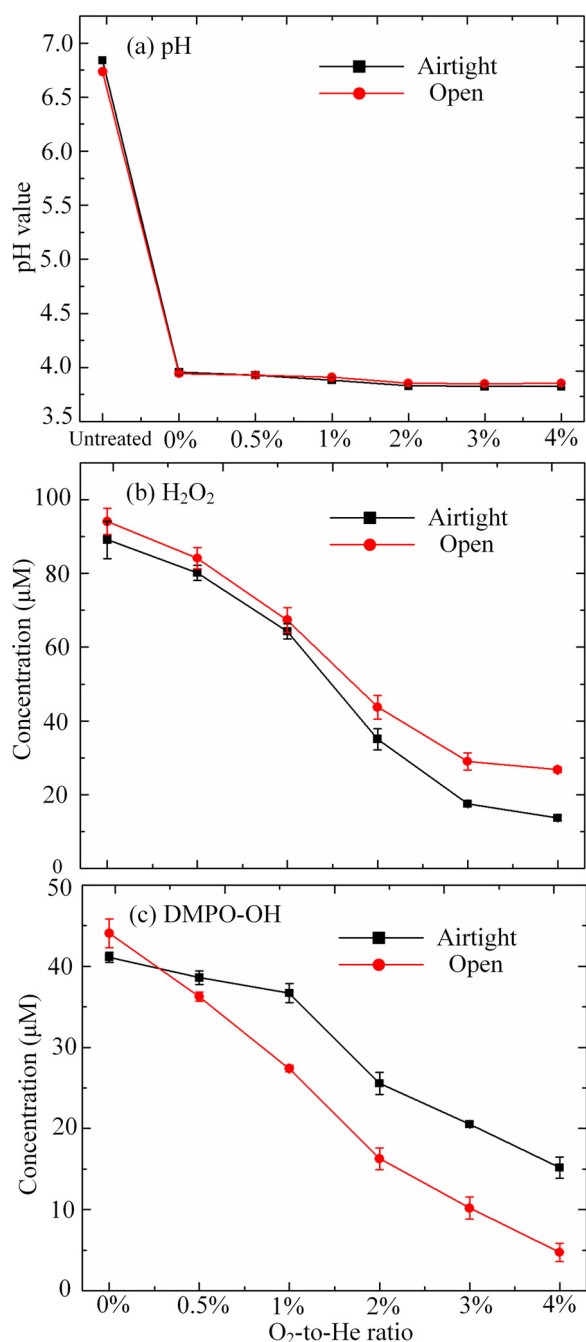 (a) pH
Airtight
Open
7.0
6.5
6.0
5.5
5.0
4.5
4.0
3.5
pH value
Untreated 0% 0.5% 1% 2% 3% 4%
(b) H₂O₂
Airtight
Open
100
80
60
40
20
0
Concentration (μM)
(c) DMPO-OH
Airtight
Open
50
40
30
20
10
0
Concentration (μM)
0% 0.5% 1% 2% 3% 4%
O₂-to-He ratio